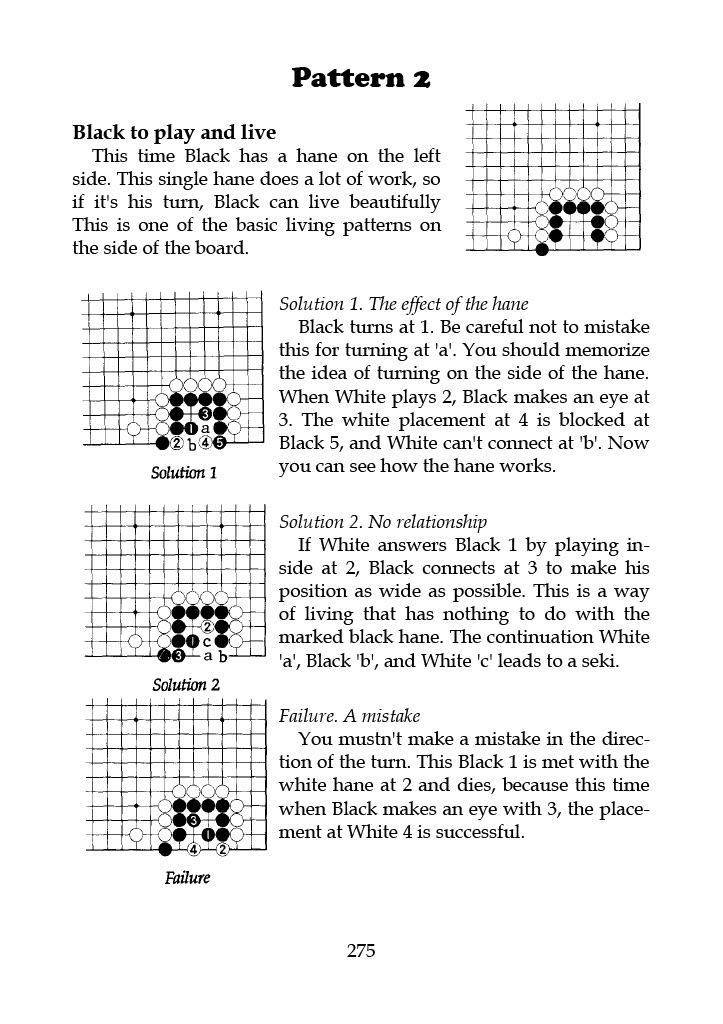 Pattern 2
Black to play and live
This time Black has a hane on the left
side. This single hane does a lot of work, so
if it's his turn, Black can live beautifully
This is one of the basic living patterns on
the side of the board.
Solution 1. The effect of the hane
Black turns at 1. Be careful not to mistake
this for turning at 'a'. You should memorize
the idea of turning on the side of the hane.
When White plays 2, Black makes an eye at
3. The white placement at 4 is blocked at
Black 5, and White can't connect at 'b'. Now
you can see how the hane works.
3
1 a
2 b 4 5
Solution 1
Solution 2. No relationship
If White answers Black 1 by playing in-
side at 2, Black connects at 3 to make his
position as wide as possible. This is a way
of living that has nothing to do with the
marked black hane. The continuation White
'a', Black 'b', and White 'c' leads to a seki.
2
1 c
3 a b
Solution 2
Failure. A mistake
You mustn't make a mistake in the direc-
tion of the turn. This Black 1 is met with the
white hane at 2 and dies, because this time
when Black makes an eye with 3, the place-
ment at White 4 is successful.
3
1
4 2
Failure
275